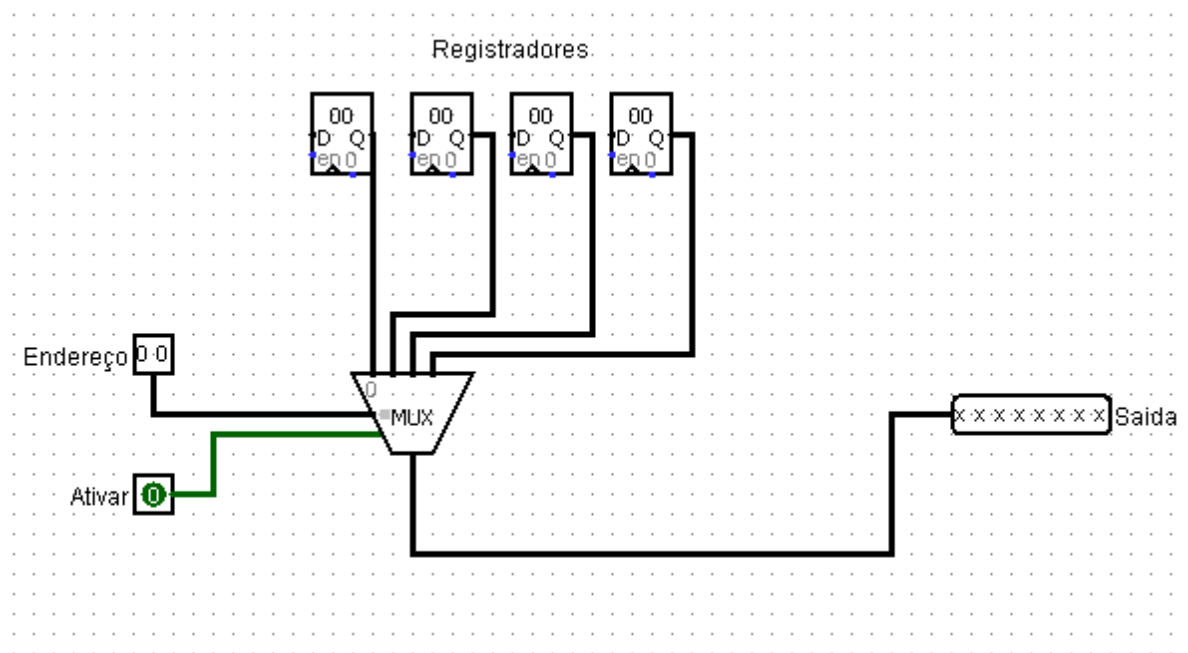 Registradores
00 00 00 00
D Q D Q D Q D Q
en 0 en 0 en 0 en 0
Endereço 0 0
0
MUX
x x x x x x x x Saida
Ativar 0